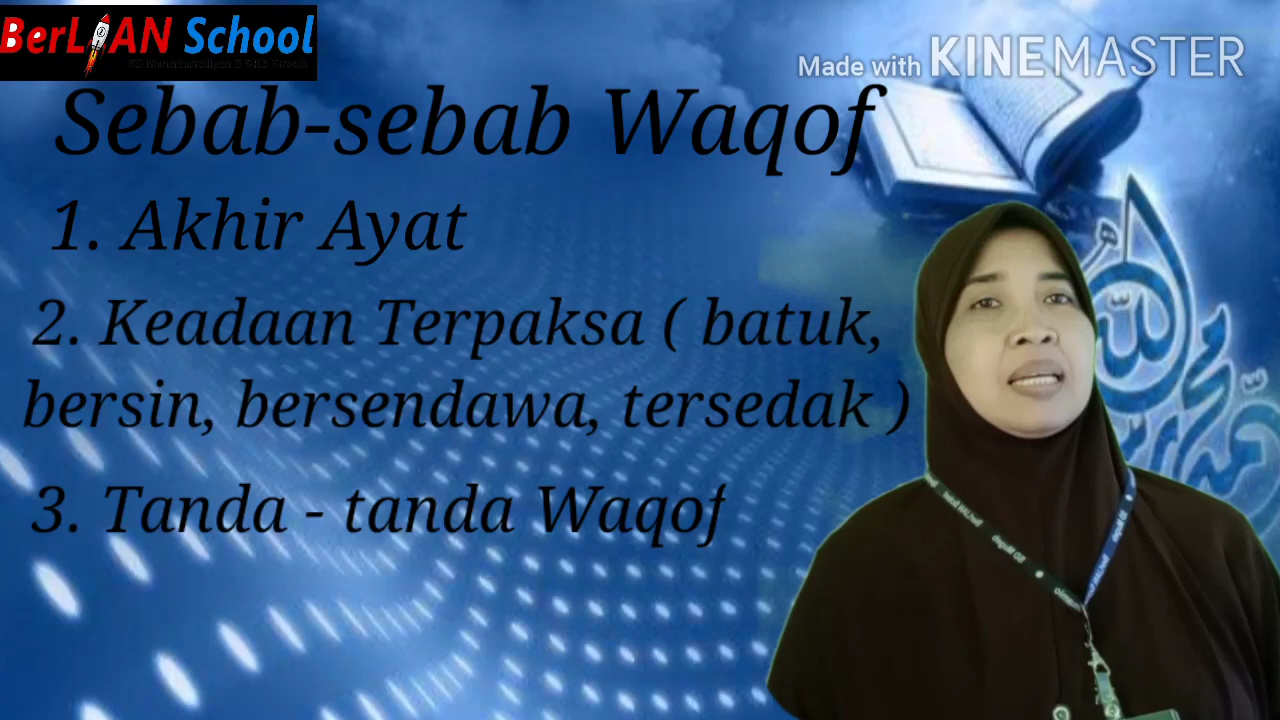 BerLIAN School
Made with KINEMASTER
Sebab-sebab Waqof
1. Akhir Ayat
2. Keadaan Terpaksa ( batuk,
bersin, bersendawa, tersedak )
3. Tanda - tanda Waqof